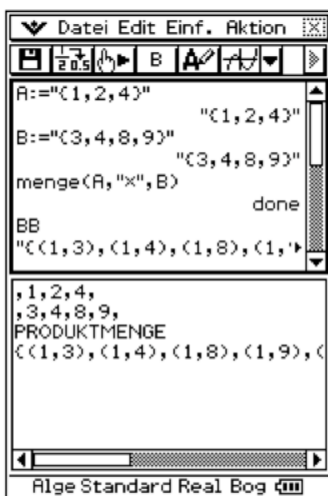 Datei Edit Einf. Aktion
B
A:="{1,2,4}"
"{1,2,4}"
B:="{3,4,8,9}"
"{3,4,8,9}"
menge(A,"×",B)
done
BB
"{(1,3),(1,4),(1,8),(1,
,1,2,4,
,3,4,8,9,
PRODUKTMENGE
{(1,3),(1,4),(1,8),(1,9),(
Alge Standard Real Bog